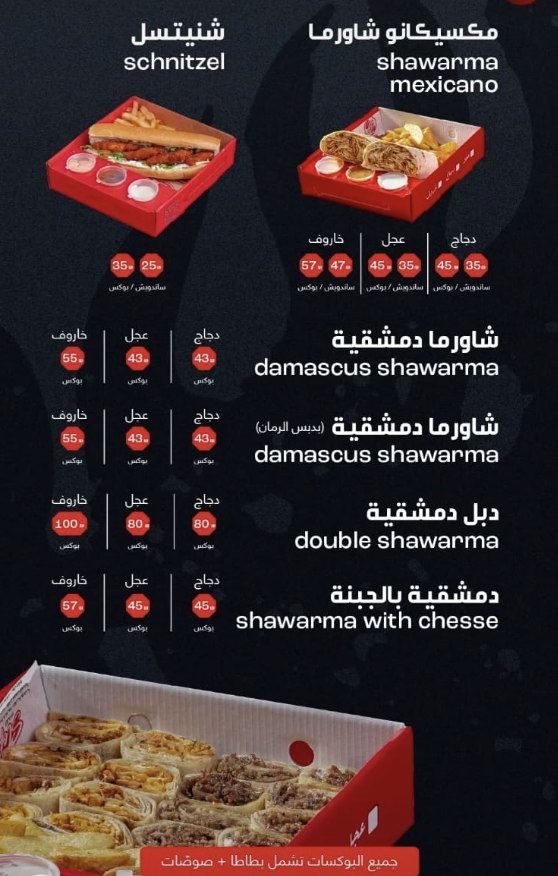 مكسيكانو شاورما
shawarma
mexicano
دجاج
عجل
خاروف
35
45
35
45
47
57
ساندويش / بوكس
ساندويش / بوكس
ساندويش / بوكس
شنيتسل
schnitzel
25
35
ساندويش / بوكس
شاورما دمشقية
damascus shawarma
دجاج
عجل
خاروف
43
43
55
بوكس
بوكس
بوكس
شاورما دمشقية (بدبس الرمان)
damascus shawarma
دجاج
عجل
خاروف
43
43
55
بوكس
بوكس
بوكس
دبل دمشقية
double shawarma
دجاج
عجل
خاروف
80
80
100
بوكس
بوكس
بوكس
دمشقية بالجبنة
shawarma with chesse
دجاج
عجل
خاروف
45
45
57
بوكس
بوكس
بوكس
عجل
جميع البوكسات تشمل بطاطا + صوصّات